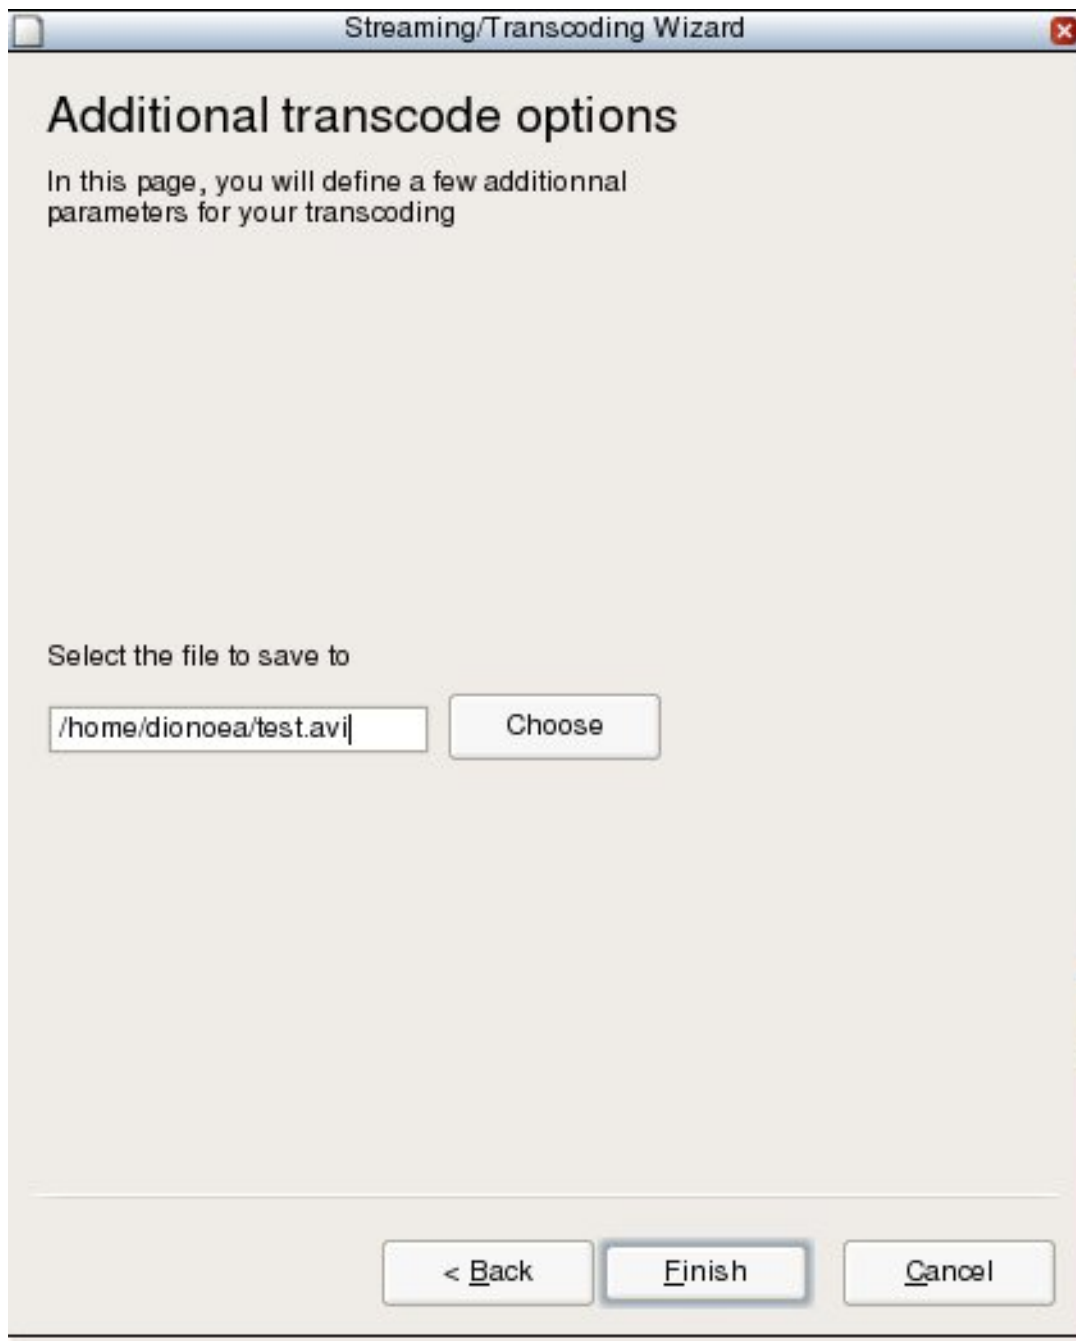 Streaming/Transcoding Wizard
Additional transcode options
In this page, you will define a few additionnal
parameters for your transcoding
Select the file to save to
/home/dionoea/test.avi
Choose
< Back
Finish
Cancel